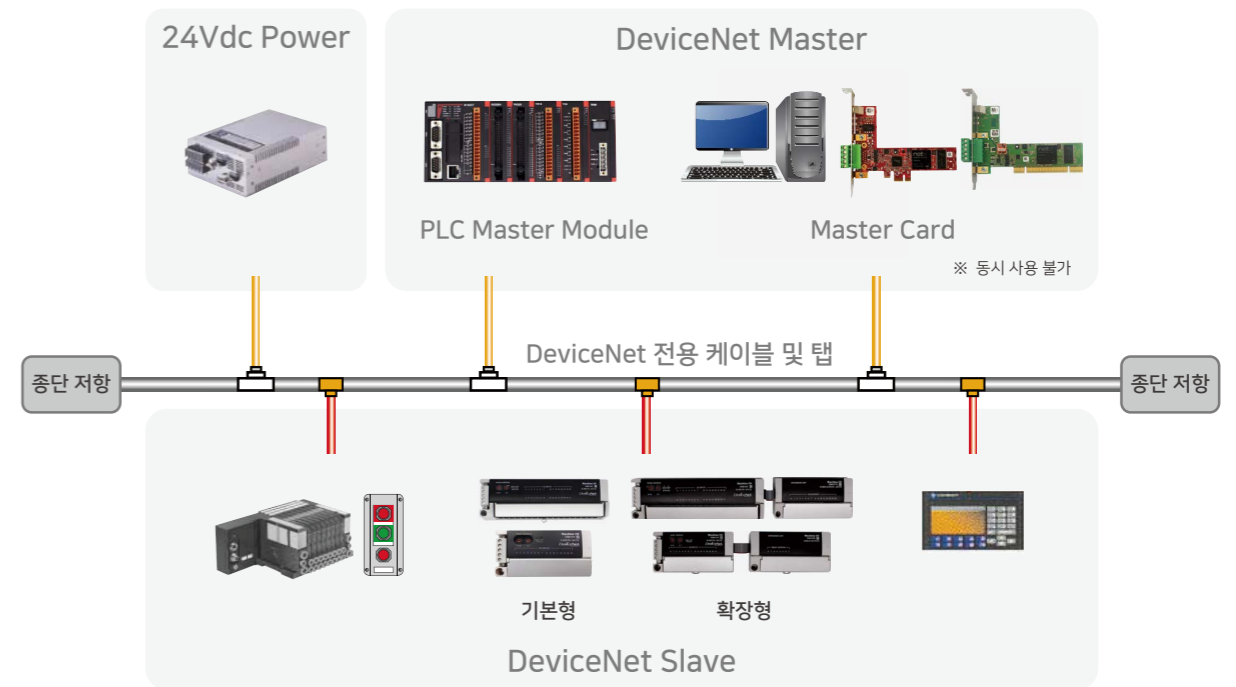 24Vdc Power
DeviceNet Master
PLC Master Module
Master Card
※ 동시 사용 불가
DeviceNet 전용 케이블 및 탭
종단 저항
종단 저항
기본형
확장형
DeviceNet Slave